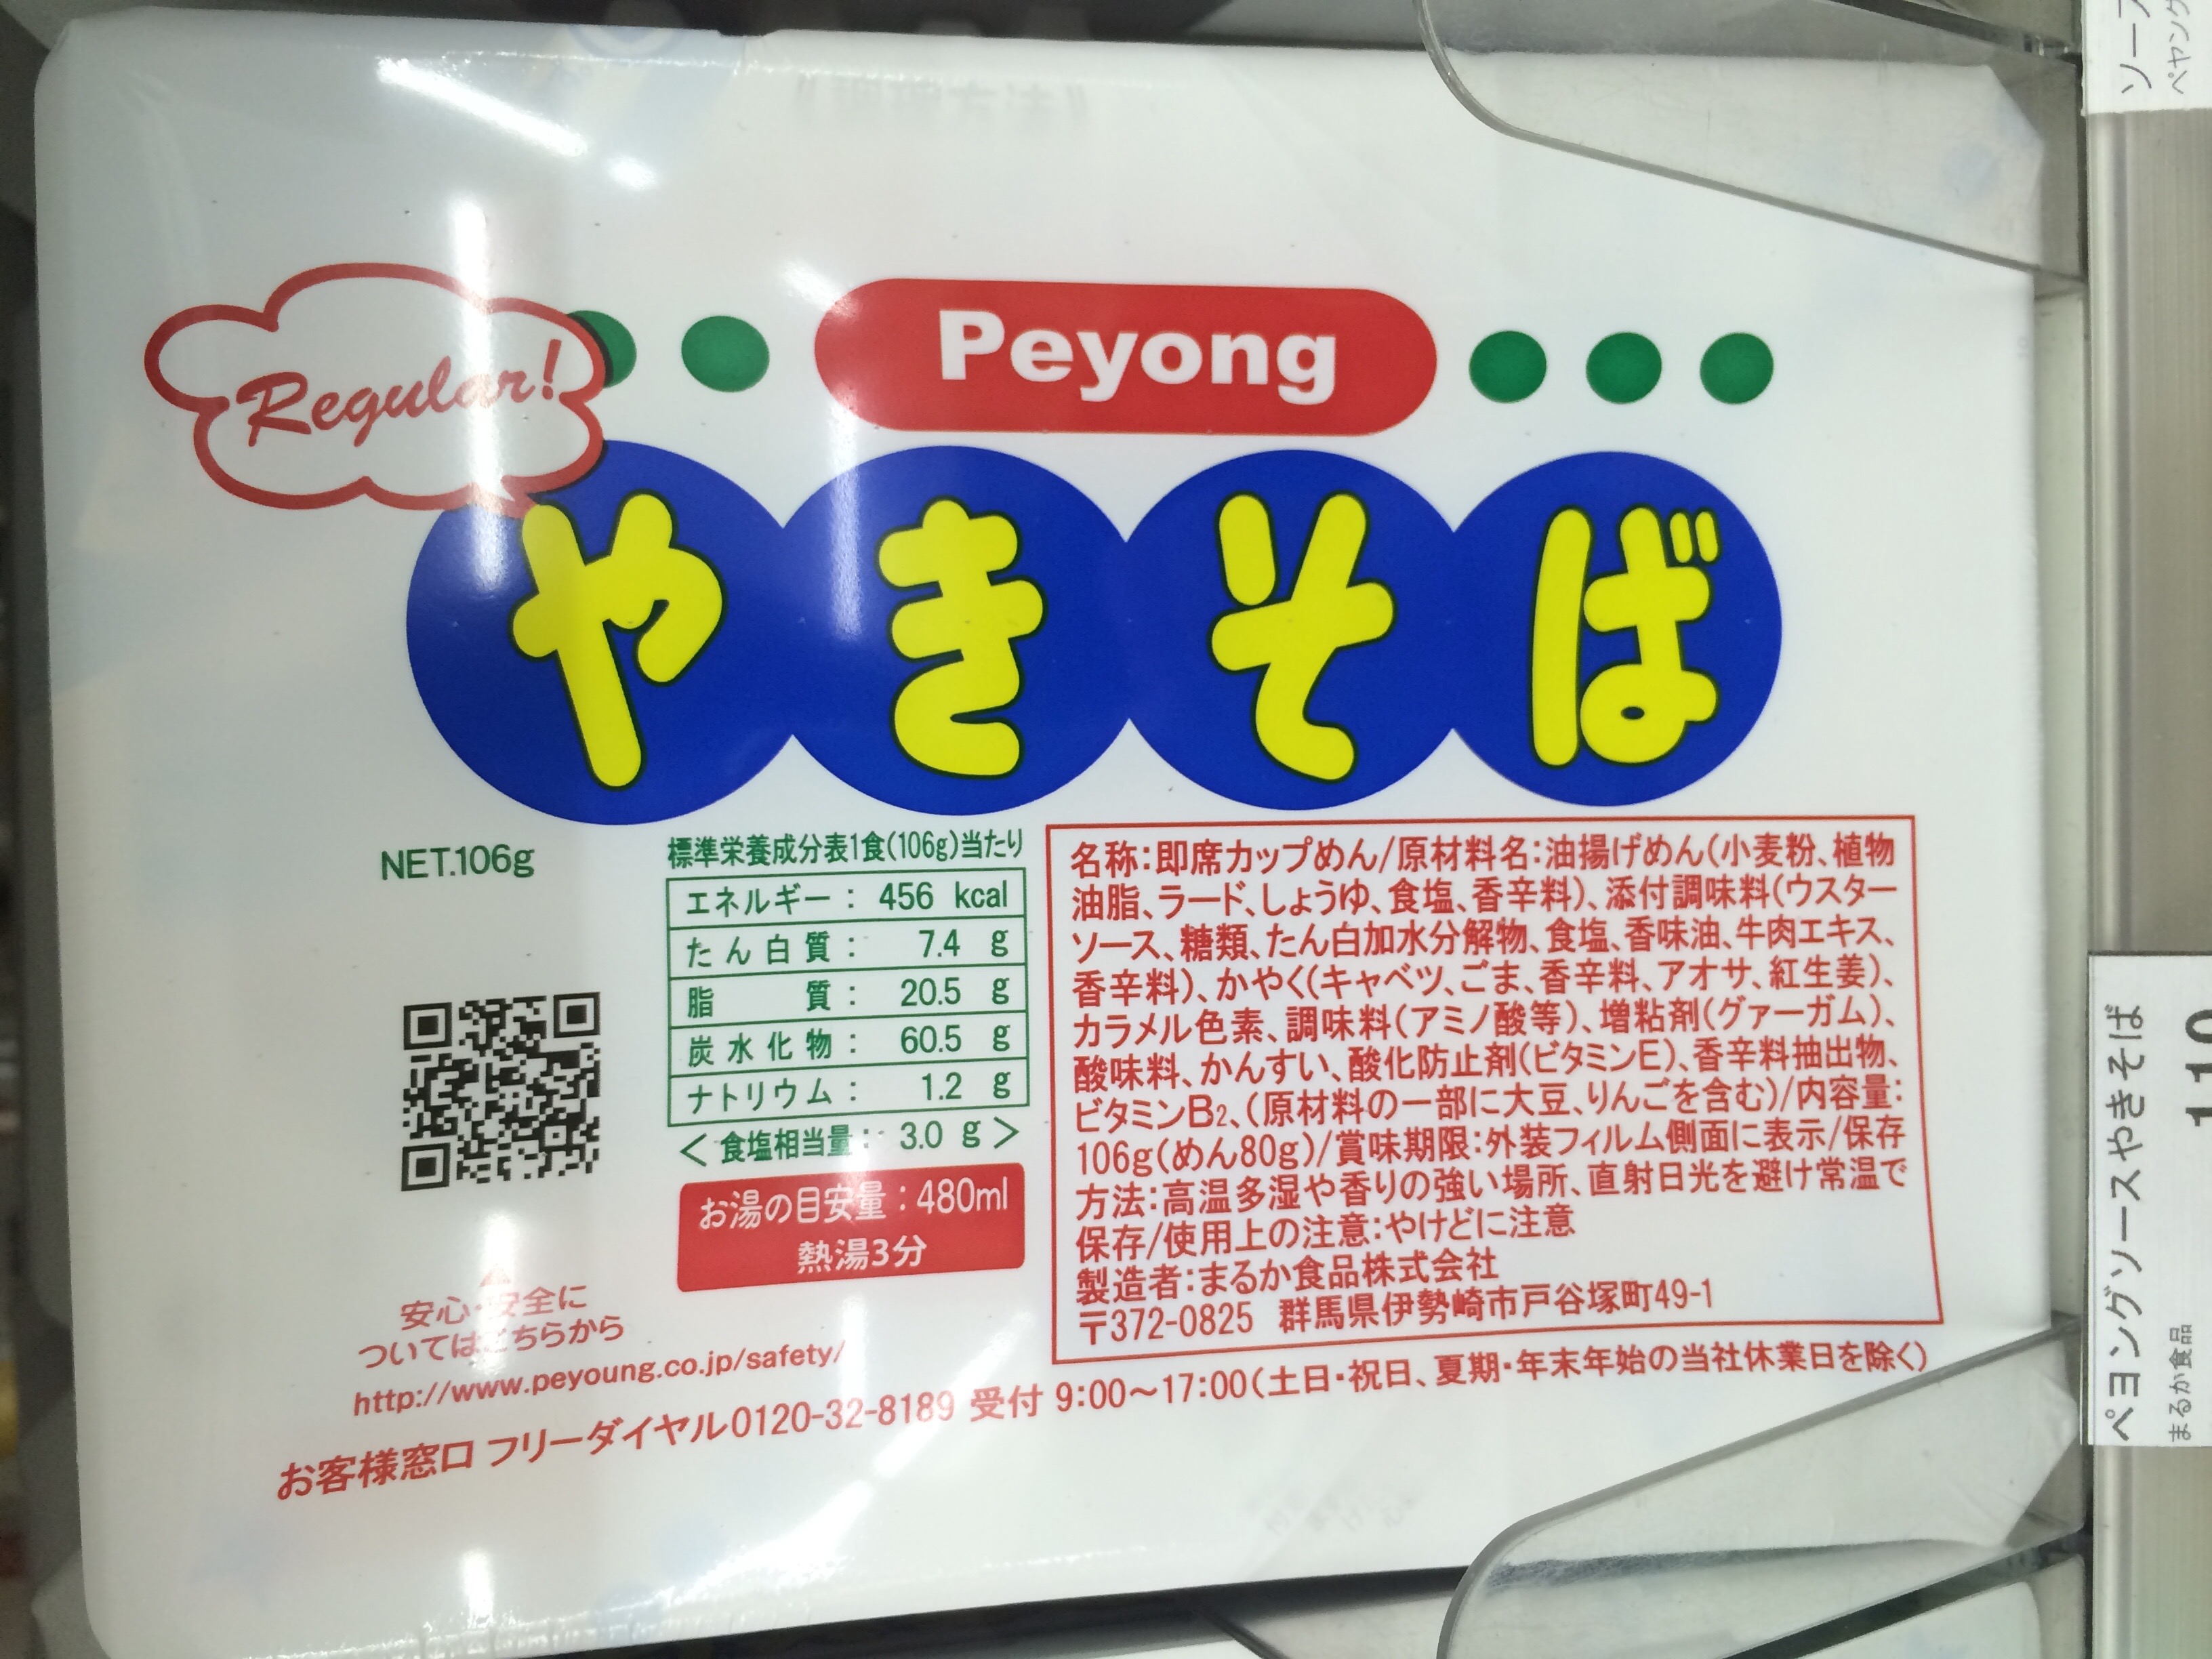 Regular!
Peyong
やきそば
NET.106g
標準栄養成分表1食(106g)当たり
エネルギー： 456 kcal
たん白質： 7.4 g
脂質： 20.5 g
炭水化物： 60.5 g
ナトリウム： 1.2 g
＜食塩相当量： 3.0 g＞
お湯の目安量：480ml
熱湯3分
名称：即席カップめん/原材料名：油揚げめん(小麦粉、植物
油脂、ラード、しょうゆ、食塩、香辛料)、添付調味料(ウスター
ソース、糖類、たん白加水分解物、食塩、香味油、牛肉エキス、
香辛料)、かやく(キャベツ、ごま、香辛料、アオサ、紅生姜)、
カラメル色素、調味料(アミノ酸等)、増粘剤(グァーガム)、
酸味料、かんすい、酸化防止剤(ビタミンE)、香辛料抽出物、
ビタミンB2、(原材料の一部に大豆、りんごを含む)/内容量：
106g(めん80g)/賞味期限：外装フィルム側面に表示/保存
方法：高温多湿や香りの強い場所、直射日光を避け常温で
保存/使用上の注意：やけどに注意
製造者：まるか食品株式会社
〒372-0825 群馬県伊勢崎市戸谷塚町49-1
安心・安全に
ついてはこちらから
http://www.peyoung.co.jp/safety/
お客様窓口 フリーダイヤル0120-32-8189 受付 9:00～17:00(土日・祝日、夏期・年末年始の当社休業日を除く)
ペヨングソースやきそば
まるか食品
ソース
ペヤング